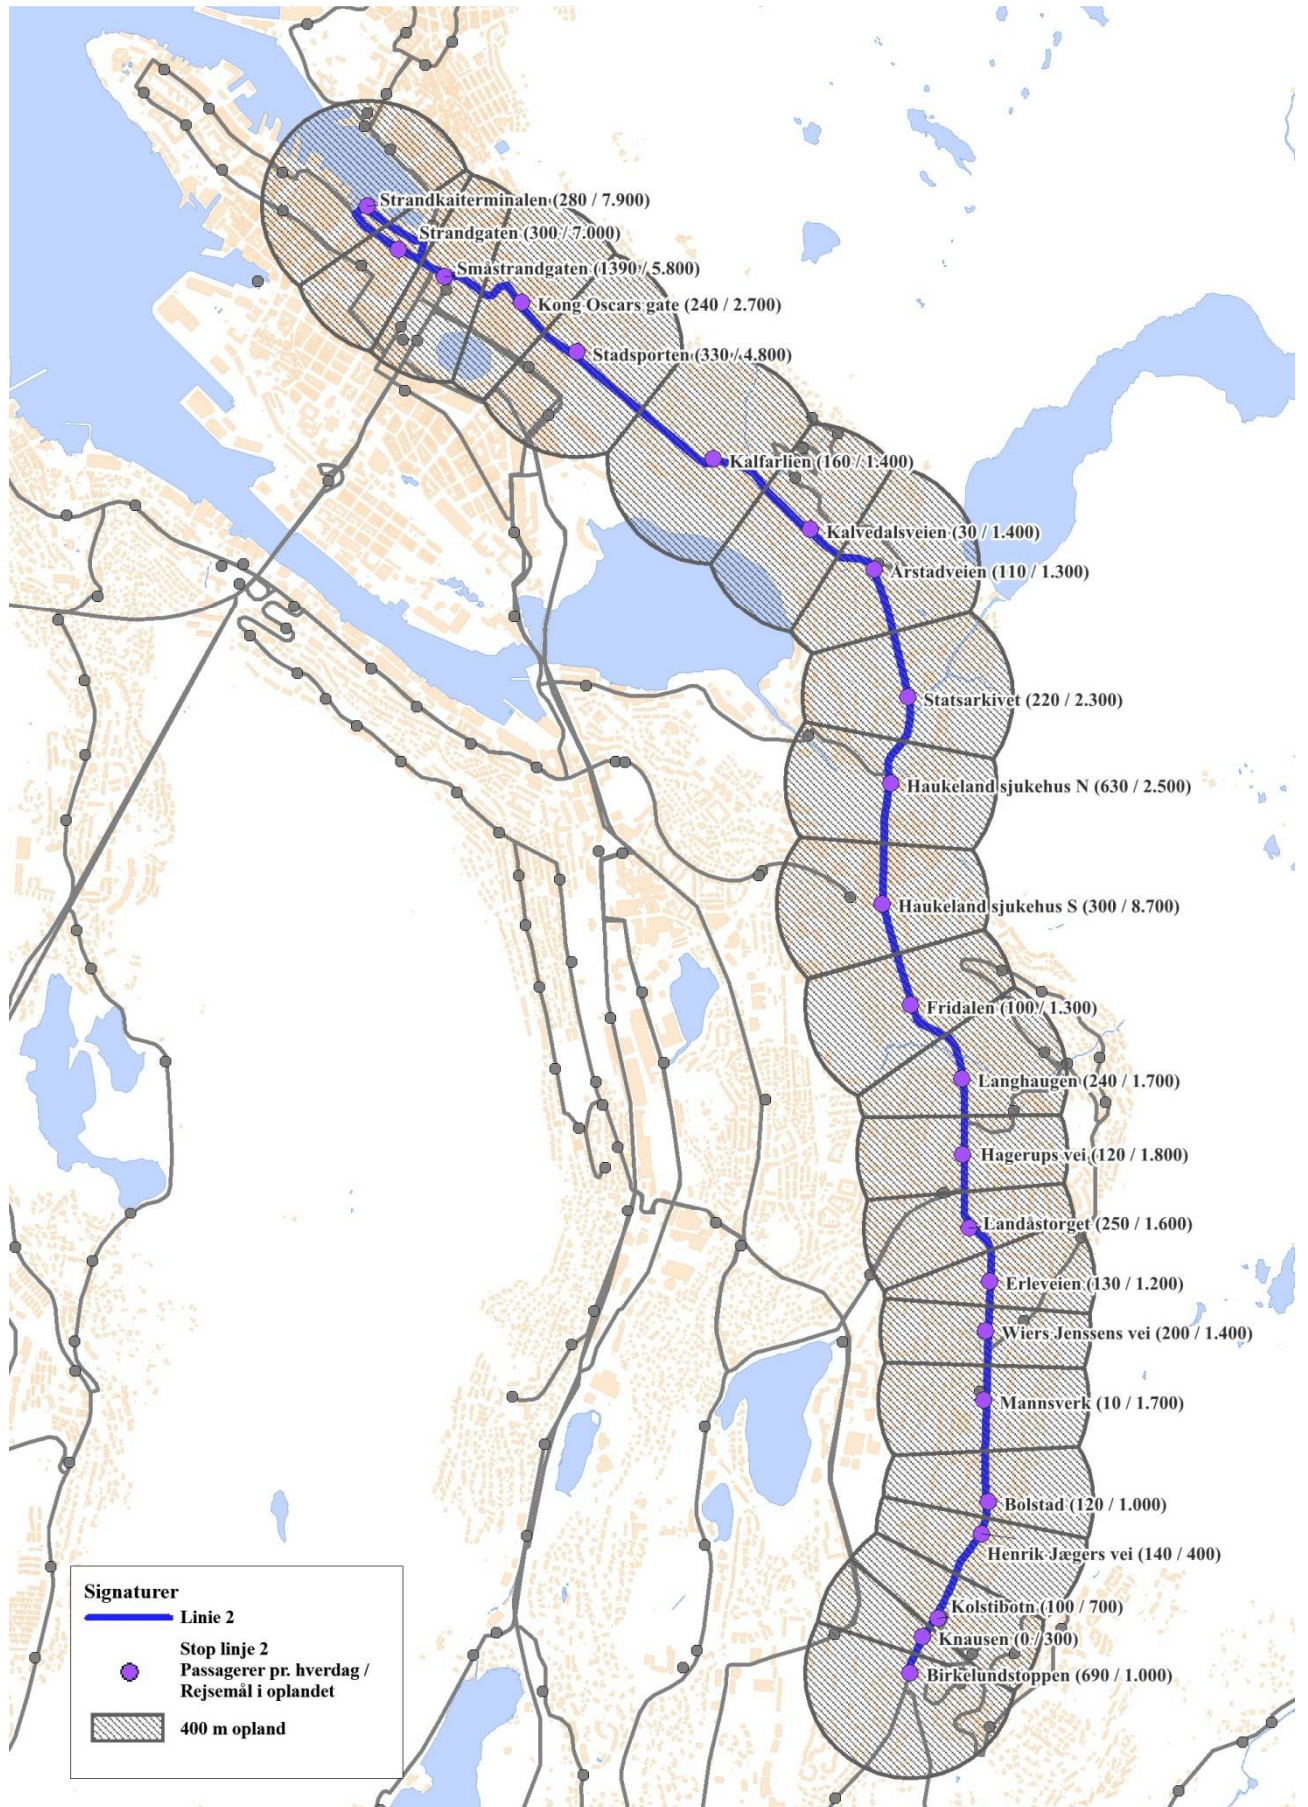 Strandkaiterminalen (280 / 7.900)
Strandgaten (300 / 7.000)
Småstrandgaten (1390 / 5.800)
Kong Oscars gate (240 / 2.700)
Stadsporten (330 / 4.800)
Kalfarlien (160 / 1.400)
Kalvedalsveien (30 / 1.400)
Årstadveien (110 / 1.300)
Statsarkivet (220 / 2.300)
Haukeland sjukehus N (630 / 2.500)
Haukeland sjukehus S (300 / 8.700)
Fridalen (100 / 1.300)
Langhaugen (240 / 1.700)
Hagerups vei (120 / 1.800)
Landåstorget (250 / 1.600)
Erleveien (130 / 1.200)
Wiers Jenssens vei (200 / 1.400)
Mannsverk (10 / 1.700)
Bolstad (120 / 1.000)
Henrik Jægers vei (140 / 400)
Kolstibotn (100 / 700)
Knausen (0 / 300)
Birkelundstoppen (690 / 1.000)
Signaturer
Linie 2
Stop linje 2
Passagerer pr. hverdag /
Rejsemål i oplandet
400 m opland